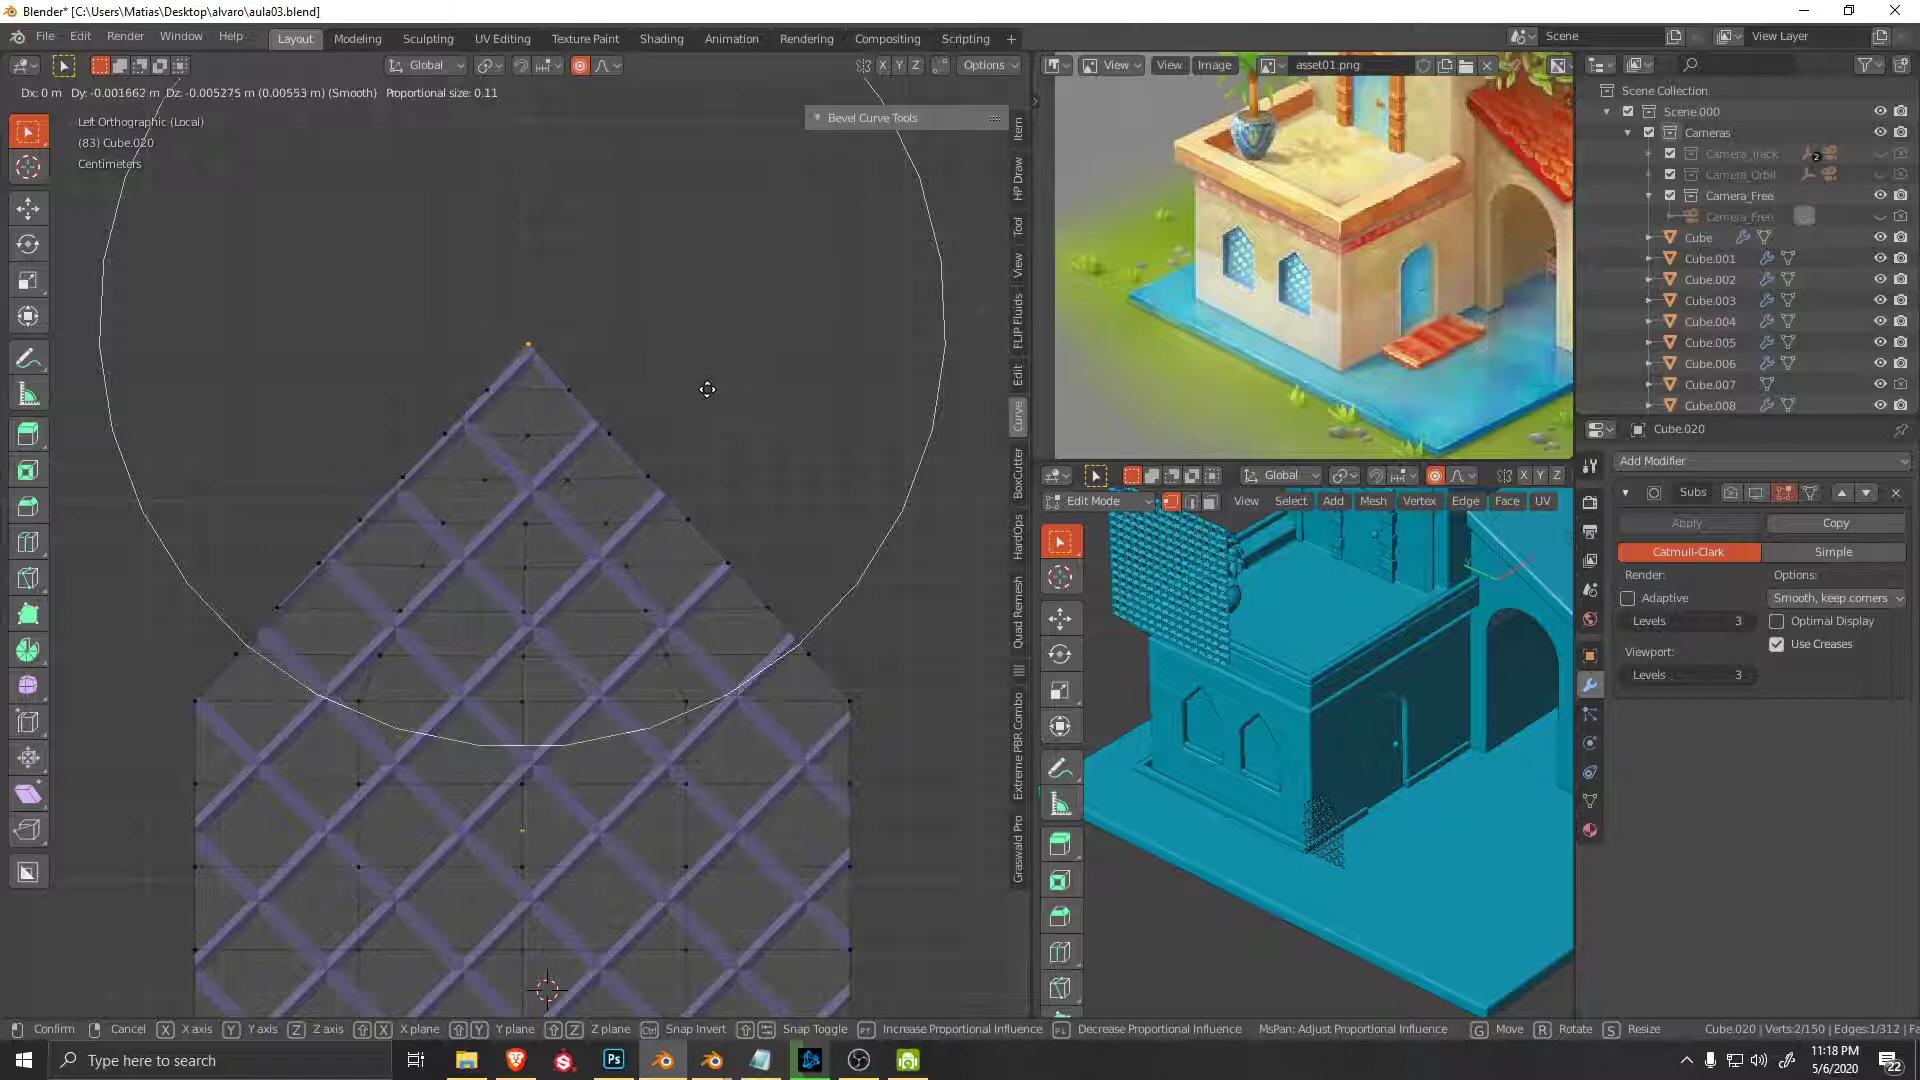 Blender* [C:\Users\Matias\Desktop\alvaro\aula03.blend]
File Edit Render Window Help
Layout Modeling Sculpting UV Editing Texture Paint Shading Animation Rendering Compositing Scripting +
Scene
View Layer
Global
X Y Z
Options
Dx: 0 m Dy: -0.001662 m Dz: -0.005275 m (0.00553 m) (Smooth) Proportional size: 0.11
Left Orthographic (Local)
(83) Cube.020
Centimeters
Bevel Curve Tools
Item
HP Draw
Tool
View
FLIP Fluids
Edit
Curve
BoxCutter
HardOps
Quad Remesh
Extreme PBR Combo
Graswald Pro
View
View Image
asset01.png
Global
X Y Z
Edit Mode
View Select Add Mesh Vertex Edge Face UV
Scene Collection
Scene.000
Cameras
Camera_Track
2
Camera_Orbit
Camera_Free
Camera_Free
Cube
Cube.001
Cube.002
Cube.003
Cube.004
Cube.005
Cube.006
Cube.007
Cube.008
Cube.020
Add Modifier
Subs
Apply Copy
Catmull-Clark Simple
Render: Options:
Adaptive Smooth, keep corners
Levels 3 Optimal Display
Viewport: Use Creases
Levels 3
Confirm Cancel X X axis Y Y axis Z Z axis X X plane Y Y plane Z Z plane Ctrl Snap Invert Snap Toggle Increase Proportional Influence Decrease Proportional Influence MsPan: Adjust Proportional Influence G Move R Rotate S Resize Cube.020 | Verts:2/150 | Edges:1/312 | Fa
Type here to search
Ps
11:18 PM
5/6/2020
22